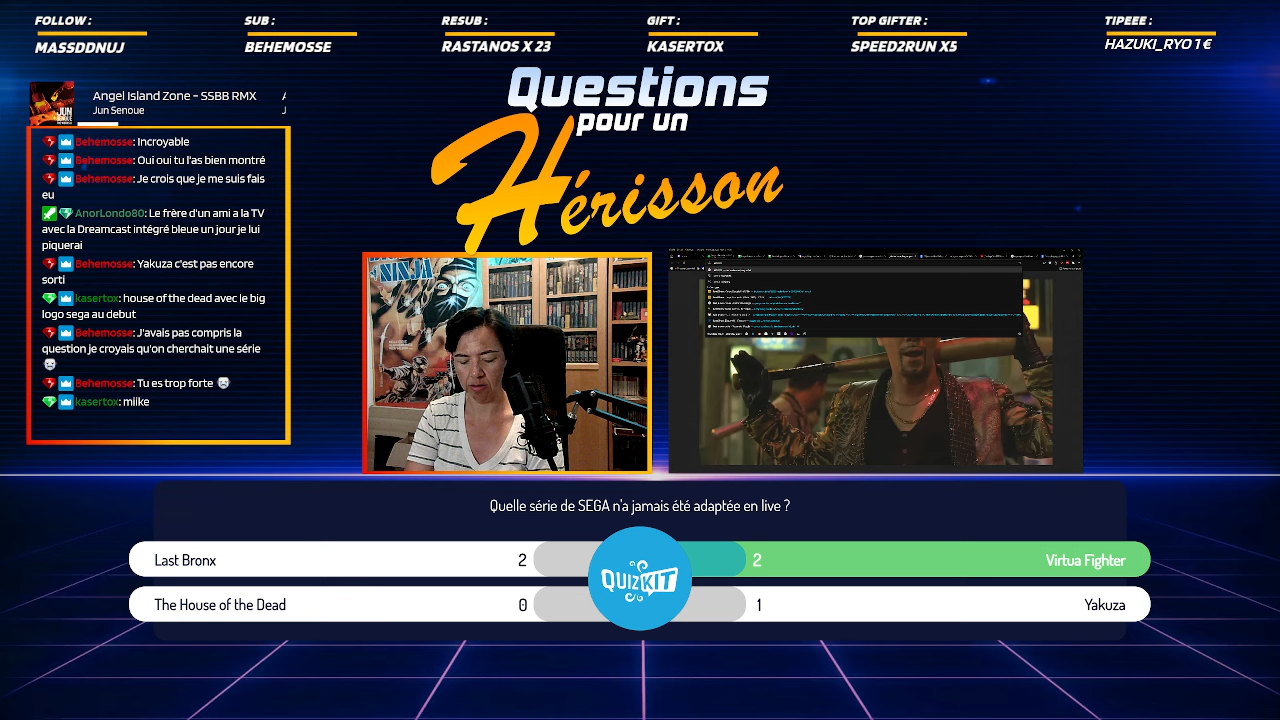 FOLLOW :
MASSDDNUJ
SUB :
BEHEMOSSE
RESUB :
RASTANOS X 23
GIFT :
KASERTOX
TOP GIFTER :
SPEED2RUN X5
TIPEEE :
HAZUKI_RYO 1 €
Questions
pour un
Hérisson
Angel Island Zone - SSBB RMX
Jun Senoue
Behemosse: Incroyable
Behemosse: Oui oui tu l'as bien montré
Behemosse: Je crois que je me suis fais
eu
AnorLondo80: Le frère d'un ami a la TV
avec la Dreamcast intégré bleue un jour je lui
piquerai
Behemosse: Yakuza c'est pas encore
sorti
kasertox: house of the dead avec le big
logo sega au debut
Behemosse: J'avais pas compris la
question je croyais qu'on cherchait une série
Behemosse: Tu es trop forte
kasertox: miike
NINJA
Quelle série de SEGA n'a jamais été adaptée en live ?
Last Bronx 2
2 Virtua Fighter
The House of the Dead 0
1 Yakuza
QUIZKIT